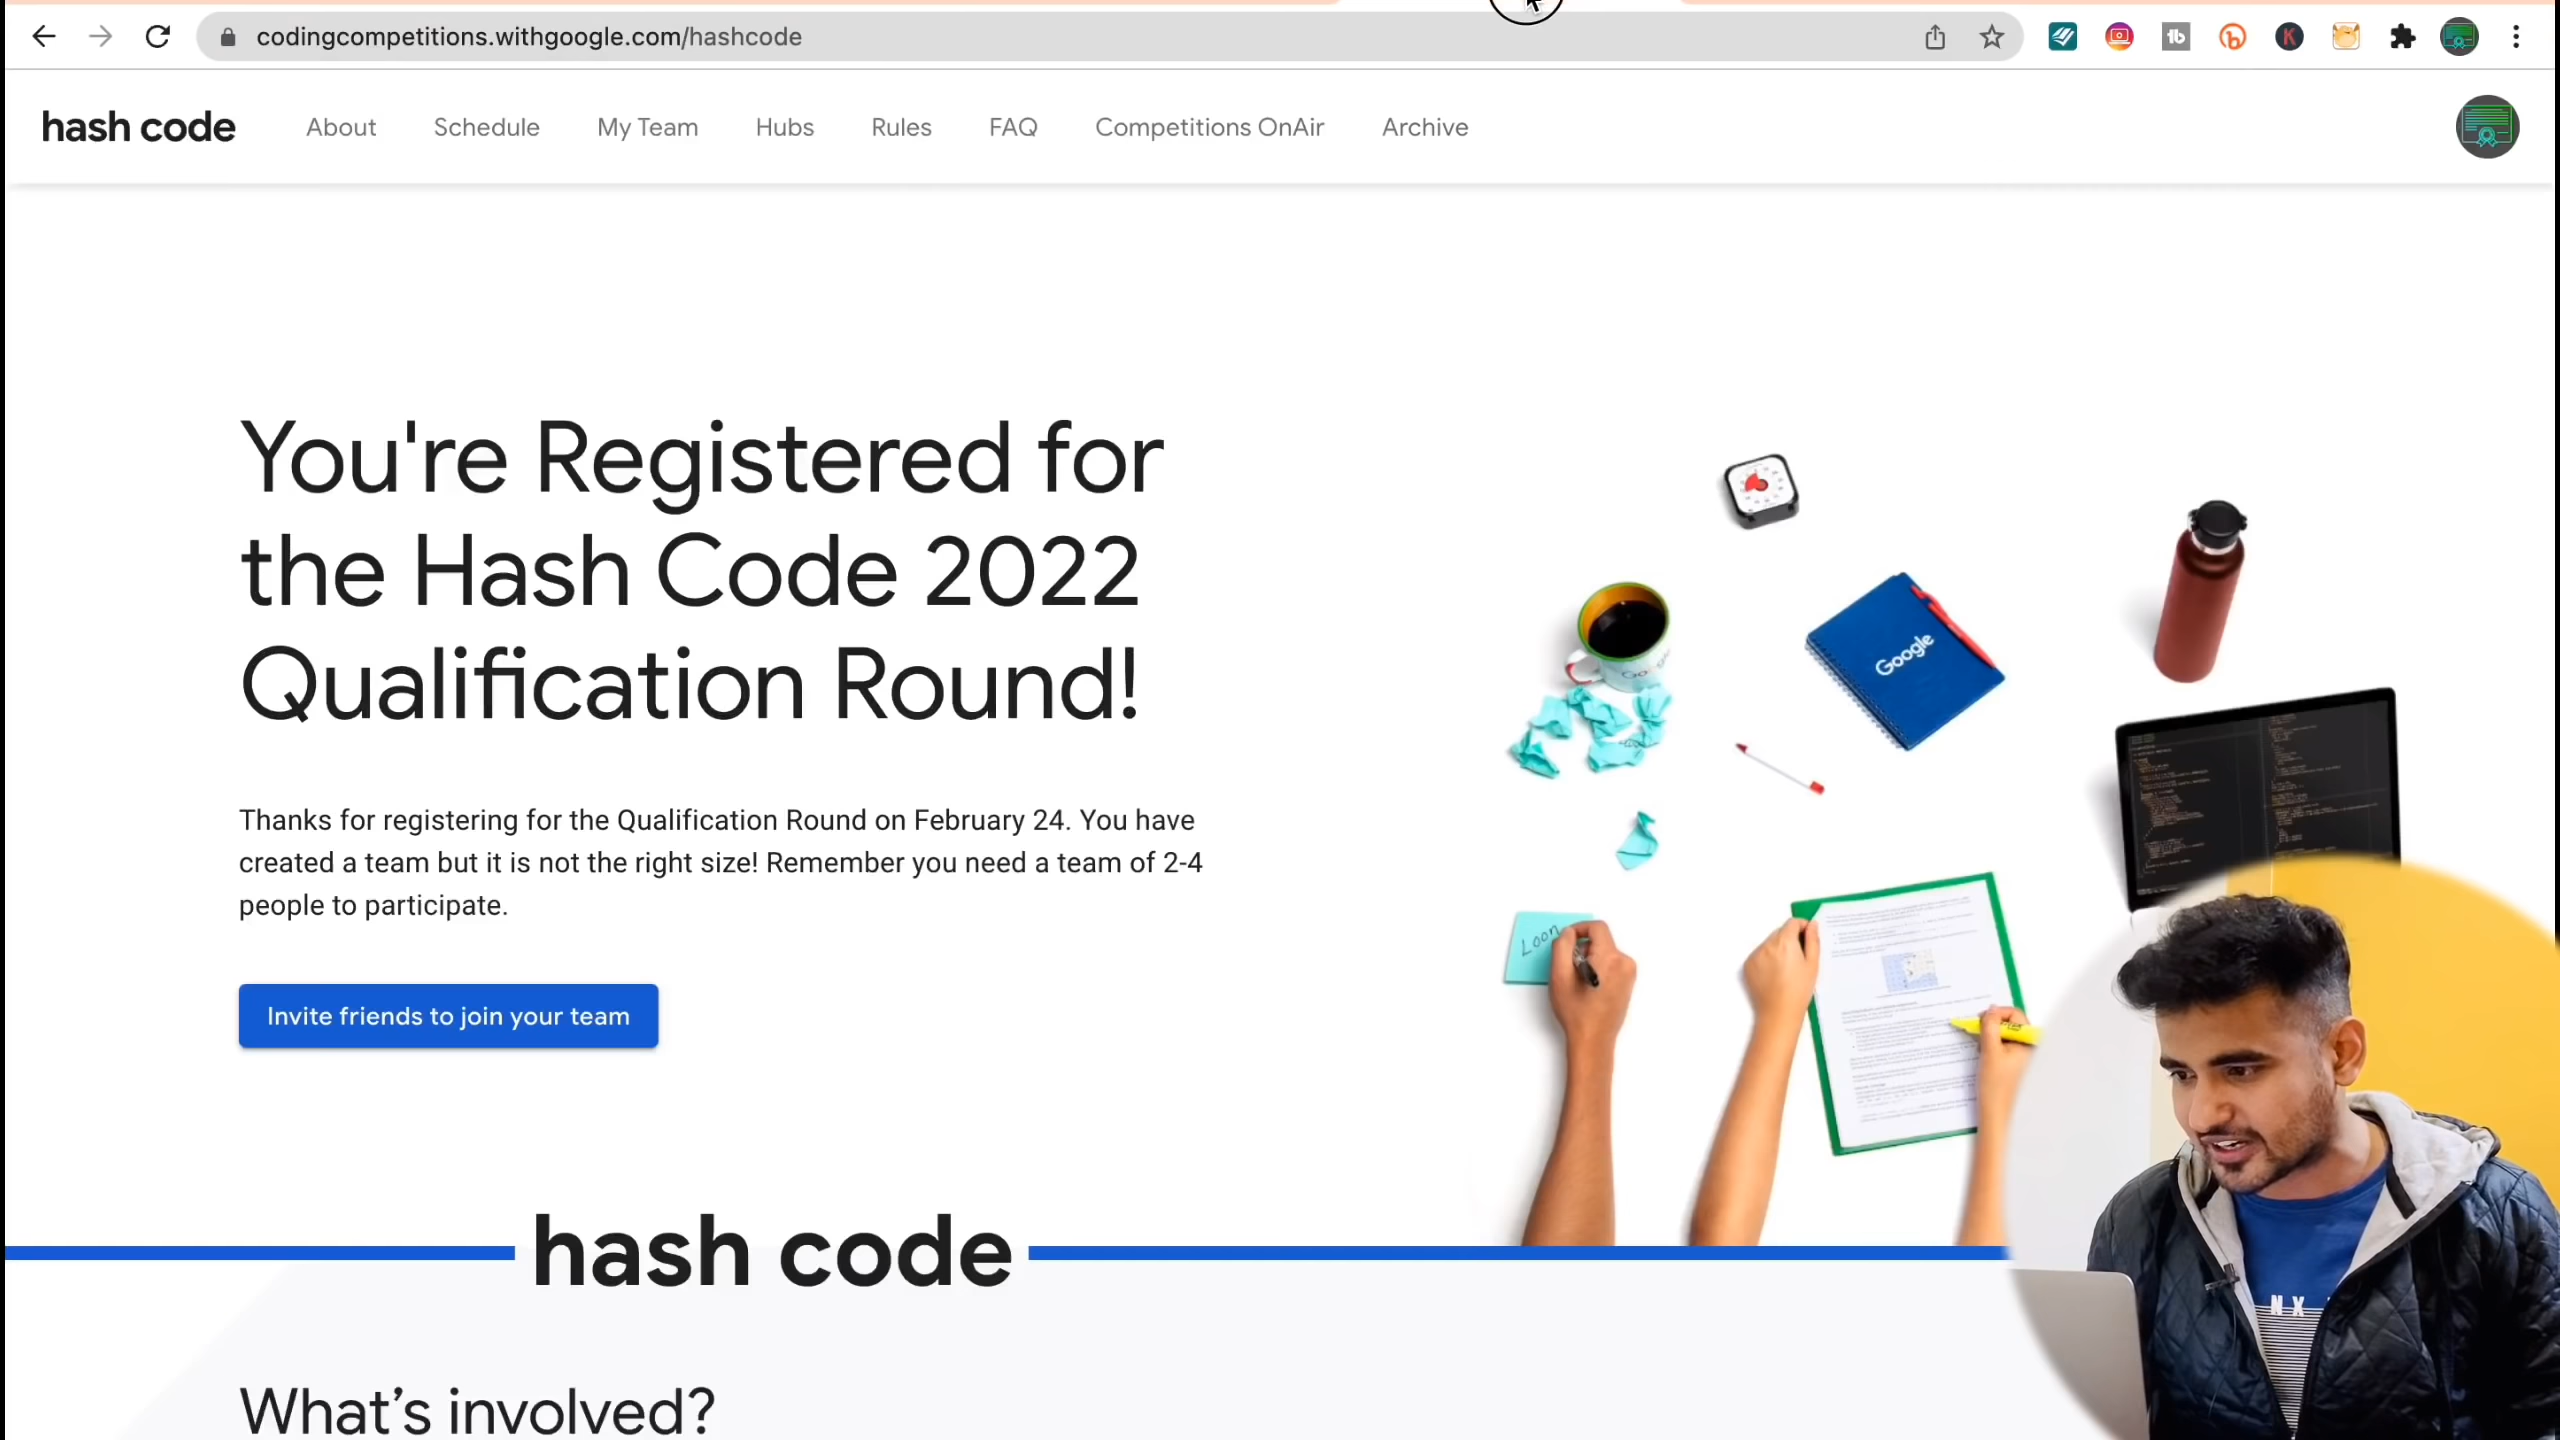 codingcompetitions.withgoogle.com/hashcode
hash code
About
Schedule
My Team
Hubs
Rules
FAQ
Competitions OnAir
Archive
You're Registered for
the Hash Code 2022
Qualification Round!
Thanks for registering for the Qualification Round on February 24. You have
created a team but it is not the right size! Remember you need a team of 2-4
people to participate.
Invite friends to join your team
Google
Loon
hash code
What’s involved?
NX